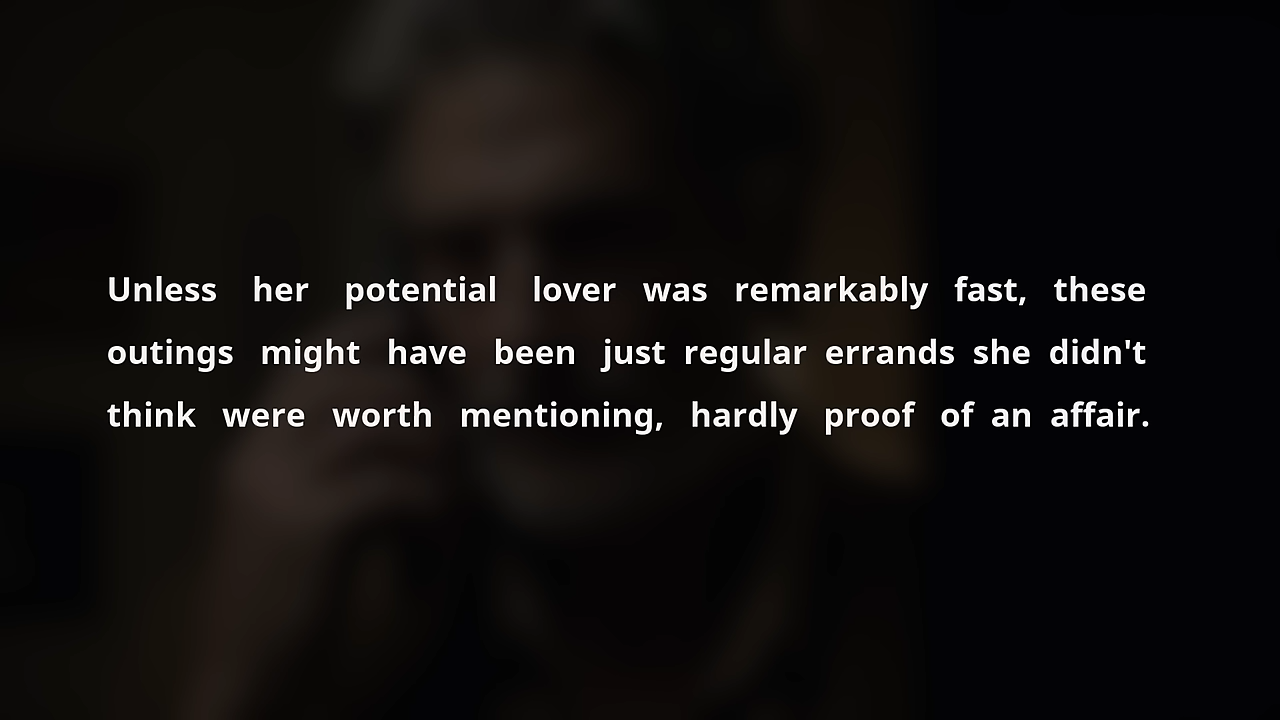 Unless her potential lover was remarkably fast, these
outings might have been just regular errands she didn't
think were worth mentioning, hardly proof of an affair.